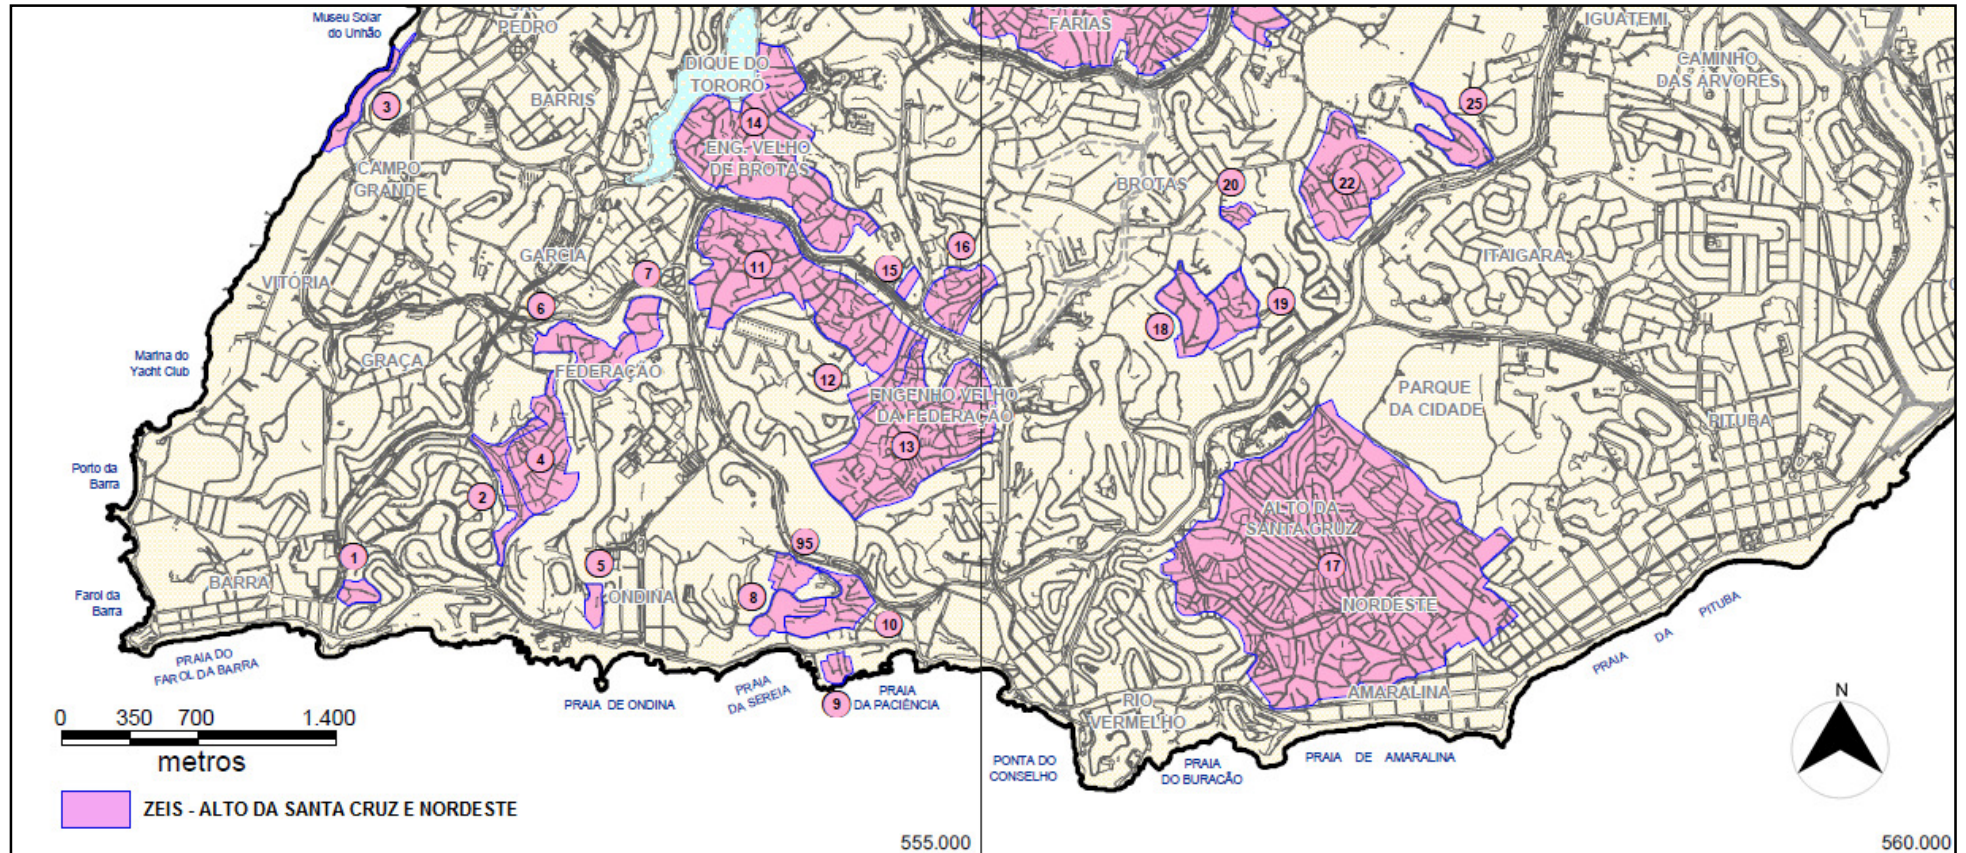 Museu Solar
do Unhão
SÃO
PEDRO
FARIAS
IGUATEMI
CAMINHO
DAS ÁRVORES
DIQUE DO
TORORÓ
BARRIS
3
14
25
ENG. VELHO
DE BROTAS
CAMPO
GRANDE
BROTAS
20
22
GARCIA
7
11
15
16
ITAIGARA
VITÓRIA
6
18
19
Marina do
Yacht Club
GRAÇA
FEDERAÇÃO
12
ENGENHO VELHO
DA FEDERAÇÃO
13
PARQUE
DA CIDADE
PITUBA
Porto da
Barra
2
4
ALTO DA
SANTA CRUZ
17
NORDESTE
1
BARRA
Farol da
Barra
5
ONDINA
95
8
10
PRAIA DO
FAROL DA BARRA
PRAIA DE ONDINA
PRAIA
DA SEREIA
9
PRAIA
DA PACIÊNCIA
RIO
VERMELHO
AMARALINA
PRAIA DA PITUBA
PONTA DO
CONSELHO
PRAIA
DO BURACÃO
PRAIA DE AMARALINA
N
0 350 700 1.400
metros
ZEIS - ALTO DA SANTA CRUZ E NORDESTE
555.000
560.000